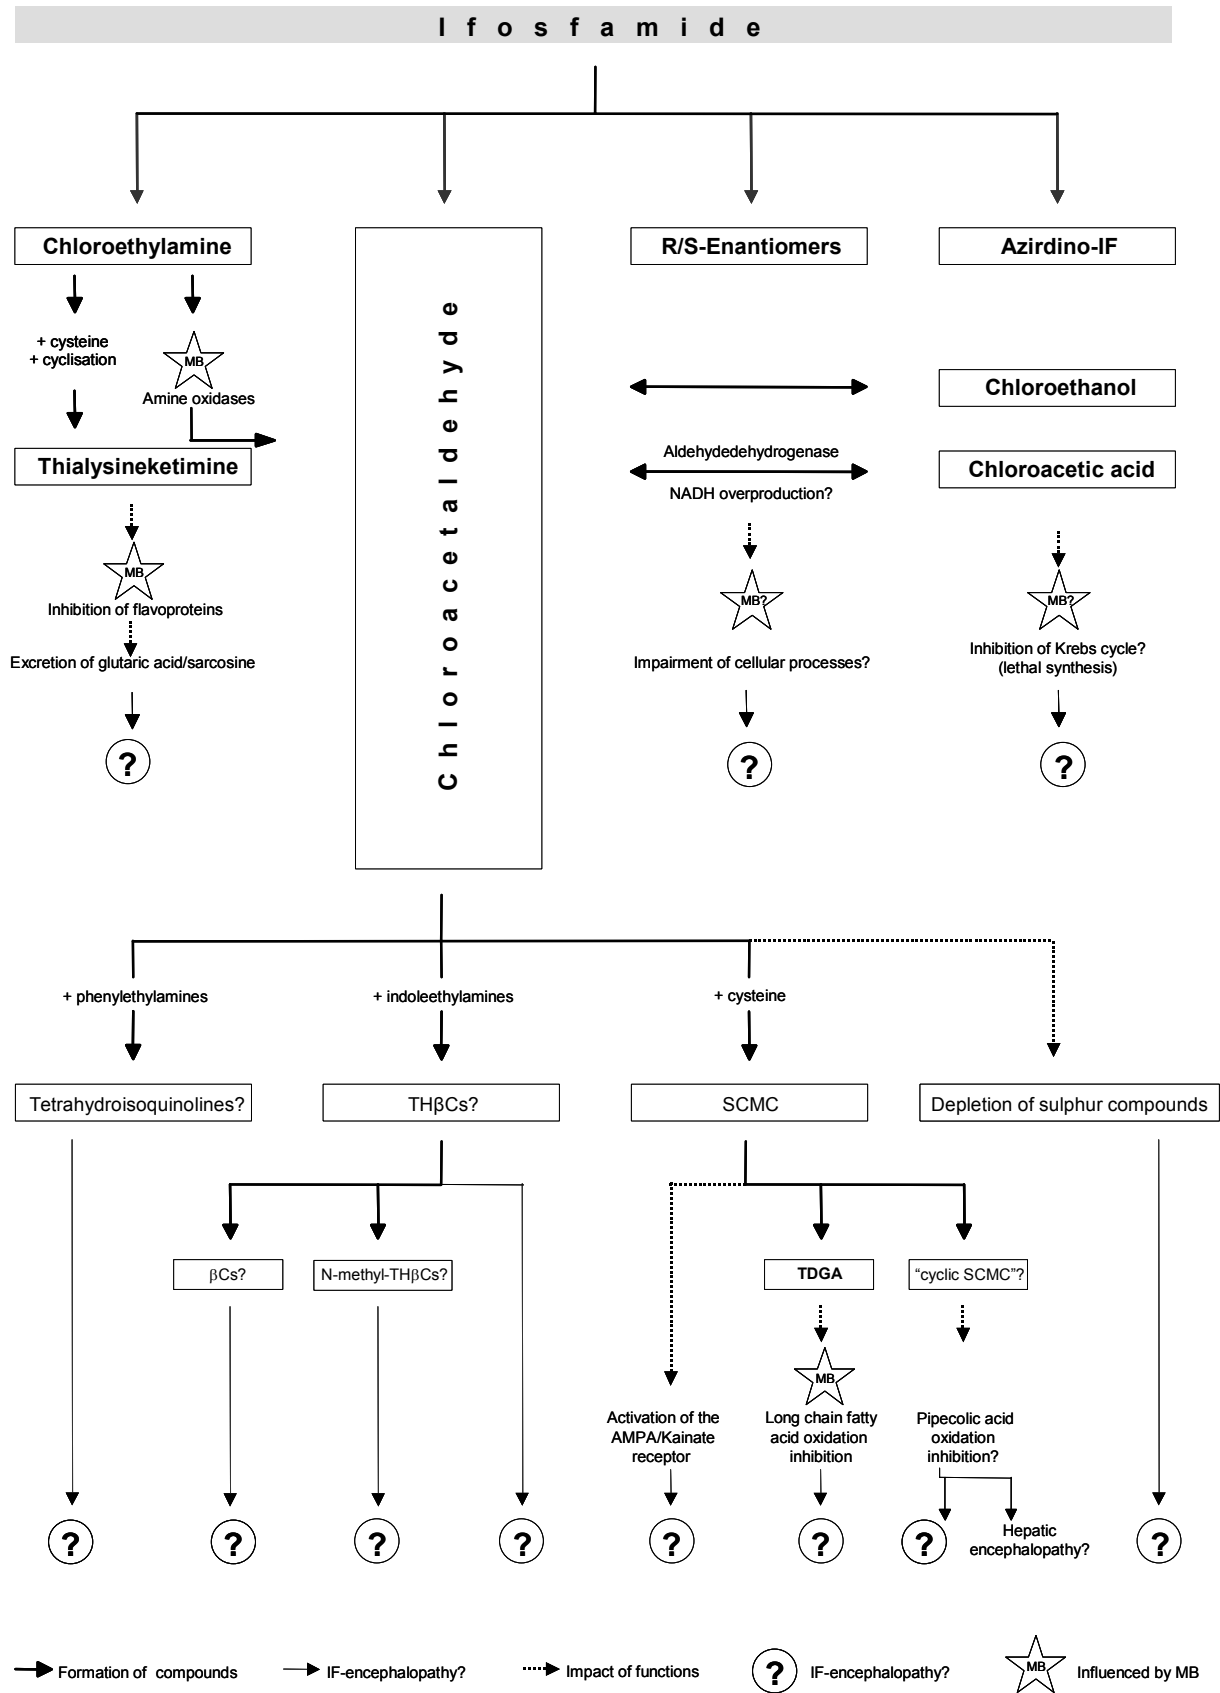 Ifosfamide
Chloroethylamine
R/S-Enantiomers
Azirdino-IF
+ cysteine
+ cyclisation
MB
Amine oxidases
Chloroacetaldehyde
Chloroethanol
Thialysineketimine
Aldehydedehydrogenase
Chloroacetic acid
NADH overproduction?
MB
Inhibition of flavoproteins
Excretion of glutaric acid/sarcosine
?
MB?
Impairment of cellular processes?
?
MB?
Inhibition of Krebs cycle?
(lethal synthesis)
?
+ phenylethylamines
+ indoleethylamines
+ cysteine
Tetrahydroisoquinolines?
THβCs?
SCMC
Depletion of sulphur compounds
βCs?
N-methyl-THβCs?
TDGA
“cyclic SCMC”?
MB
Activation of the
AMPA/Kainate
receptor
Long chain fatty
acid oxidation
inhibition
Pipecolic acid
oxidation
inhibition?
?
?
?
?
?
?
?
Hepatic
encephalopathy?
?
Formation of compounds
IF-encephalopathy?
Impact of functions
?
IF-encephalopathy?
MB
Influenced by MB